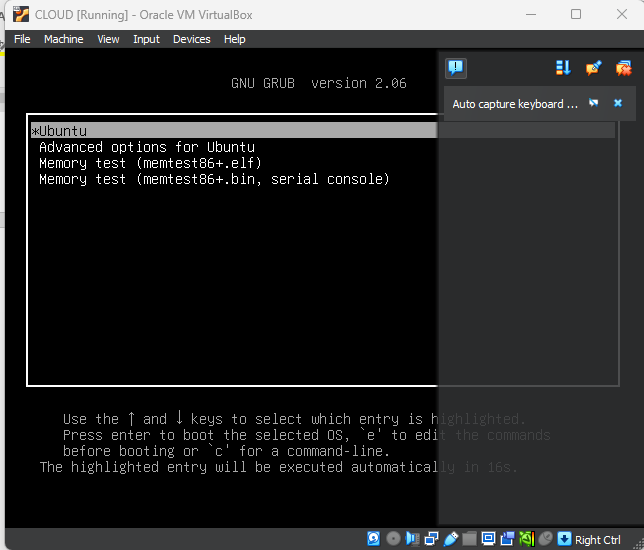 CLOUD [Running] - Oracle VM VirtualBox
File Machine View Input Devices Help
GNU GRUB version 2.06
Auto capture keyboard ...
*Ubuntu
Advanced options for Ubuntu
Memory test (memtest86+.elf)
Memory test (memtest86+.bin, serial console)
Use the ↑ and ↓ keys to select which entry is highlighted.
Press enter to boot the selected OS, `e' to edit the commands
before booting or `c' for a command-line.
The highlighted entry will be executed automatically in 16s.
Right Ctrl